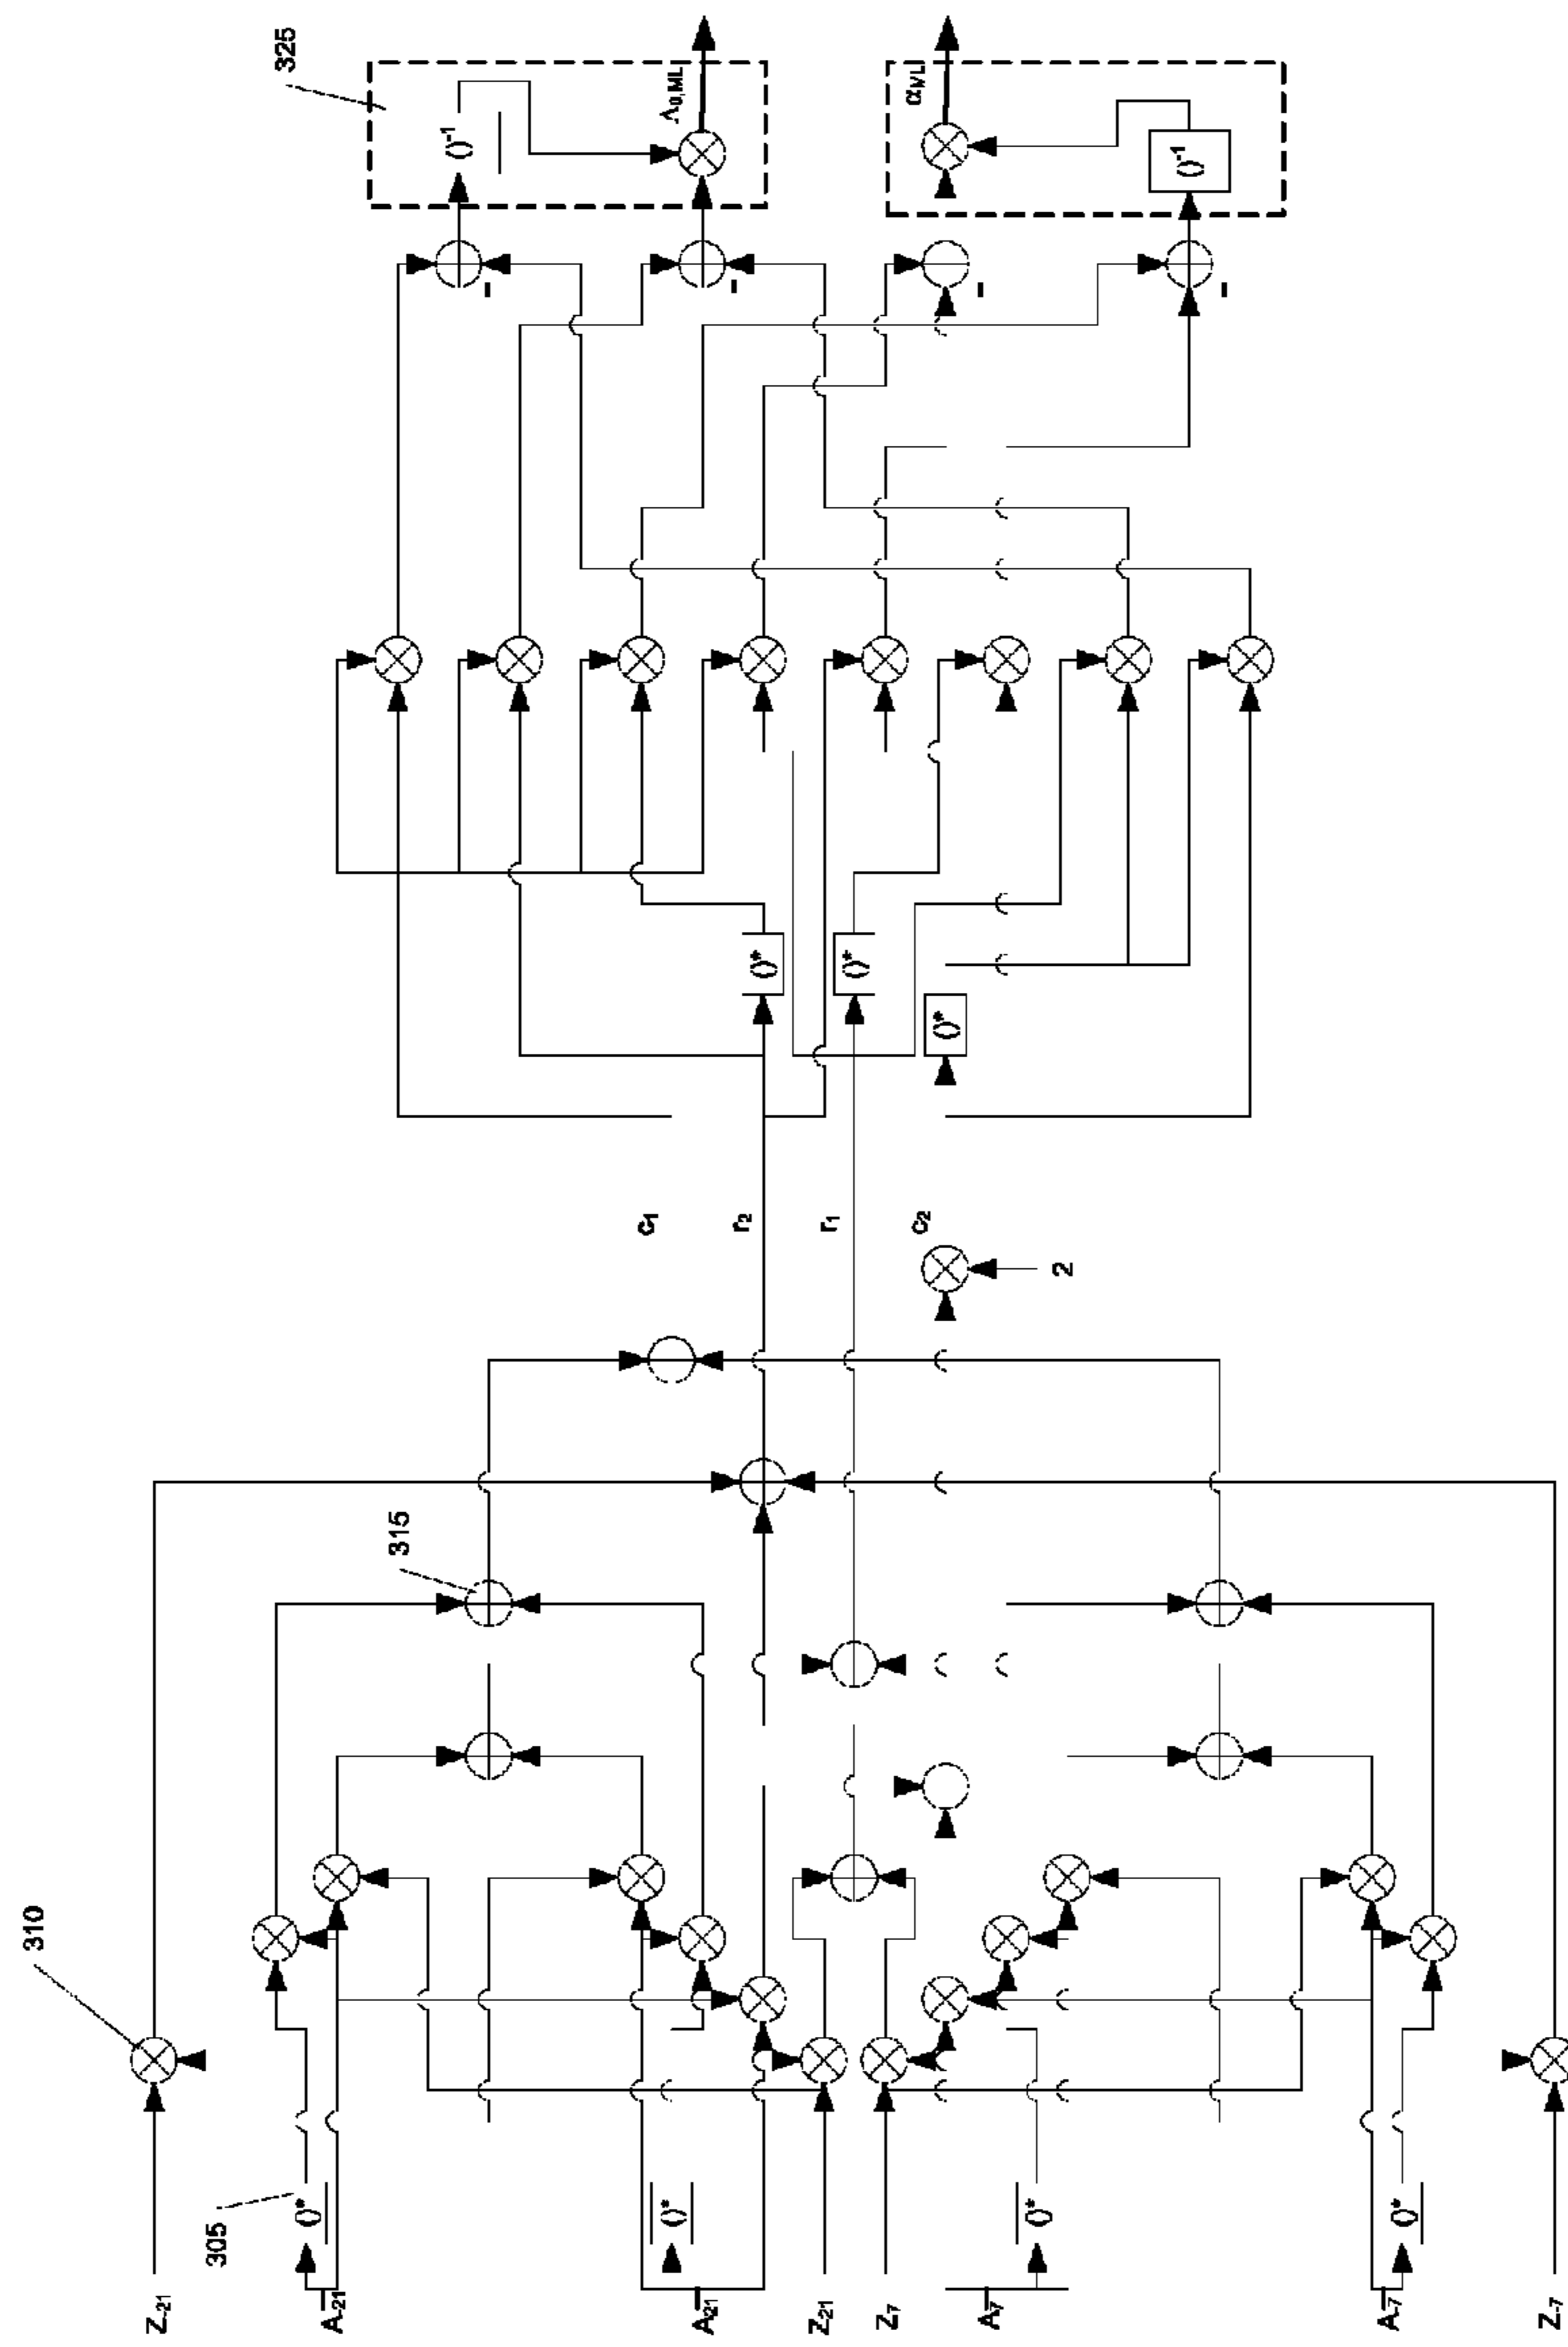 310
305
315
325
Z₋₂₁
A₋₂₁
()*
A₂₁
()*
Z₂₁
Z₇
A₇
()*
A₋₇
()*
Z₋₇
c₁
r₂
r₁
c₂
2
()*
()*
()*
-
-
-
-
()⁻¹
Λ₀,ML
αML
()⁻¹